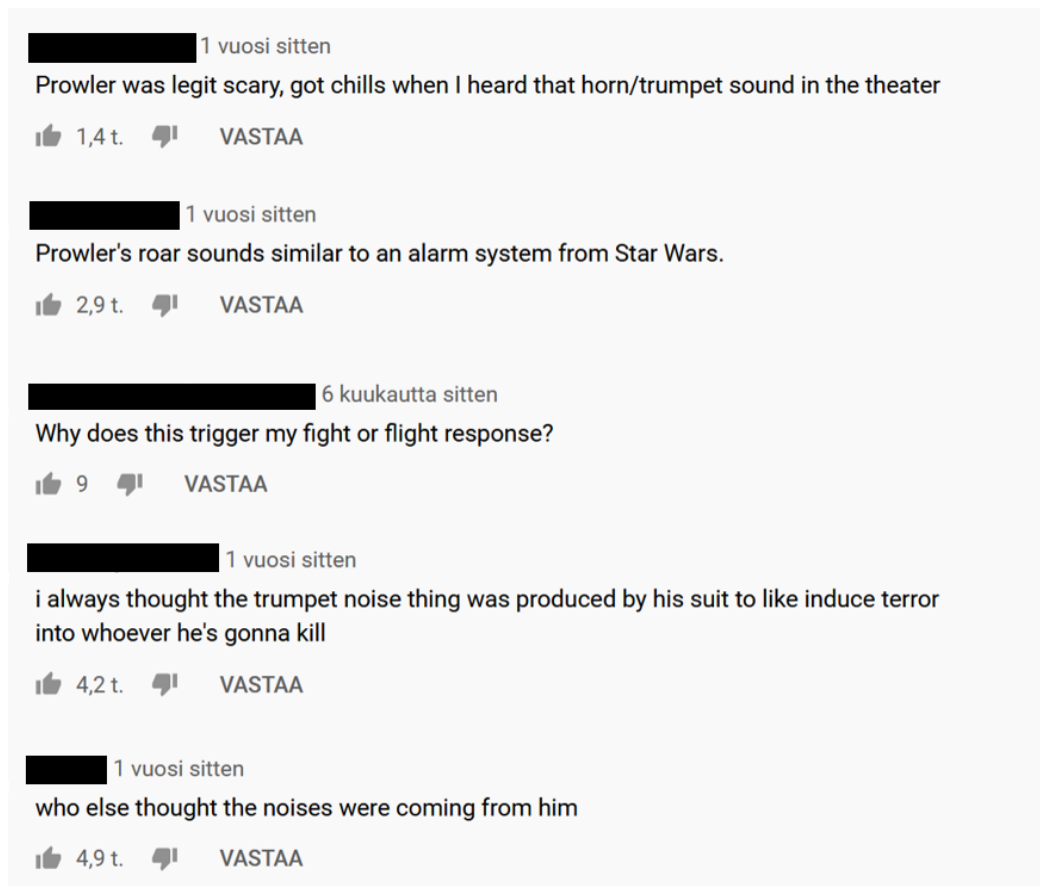 1 vuosi sitten
Prowler was legit scary, got chills when I heard that horn/trumpet sound in the theater
1,4 t. VASTAA
1 vuosi sitten
Prowler's roar sounds similar to an alarm system from Star Wars.
2,9 t. VASTAA
6 kuukautta sitten
Why does this trigger my fight or flight response?
9 VASTAA
1 vuosi sitten
i always thought the trumpet noise thing was produced by his suit to like induce terror
into whoever he's gonna kill
4,2 t. VASTAA
1 vuosi sitten
who else thought the noises were coming from him
4,9 t. VASTAA